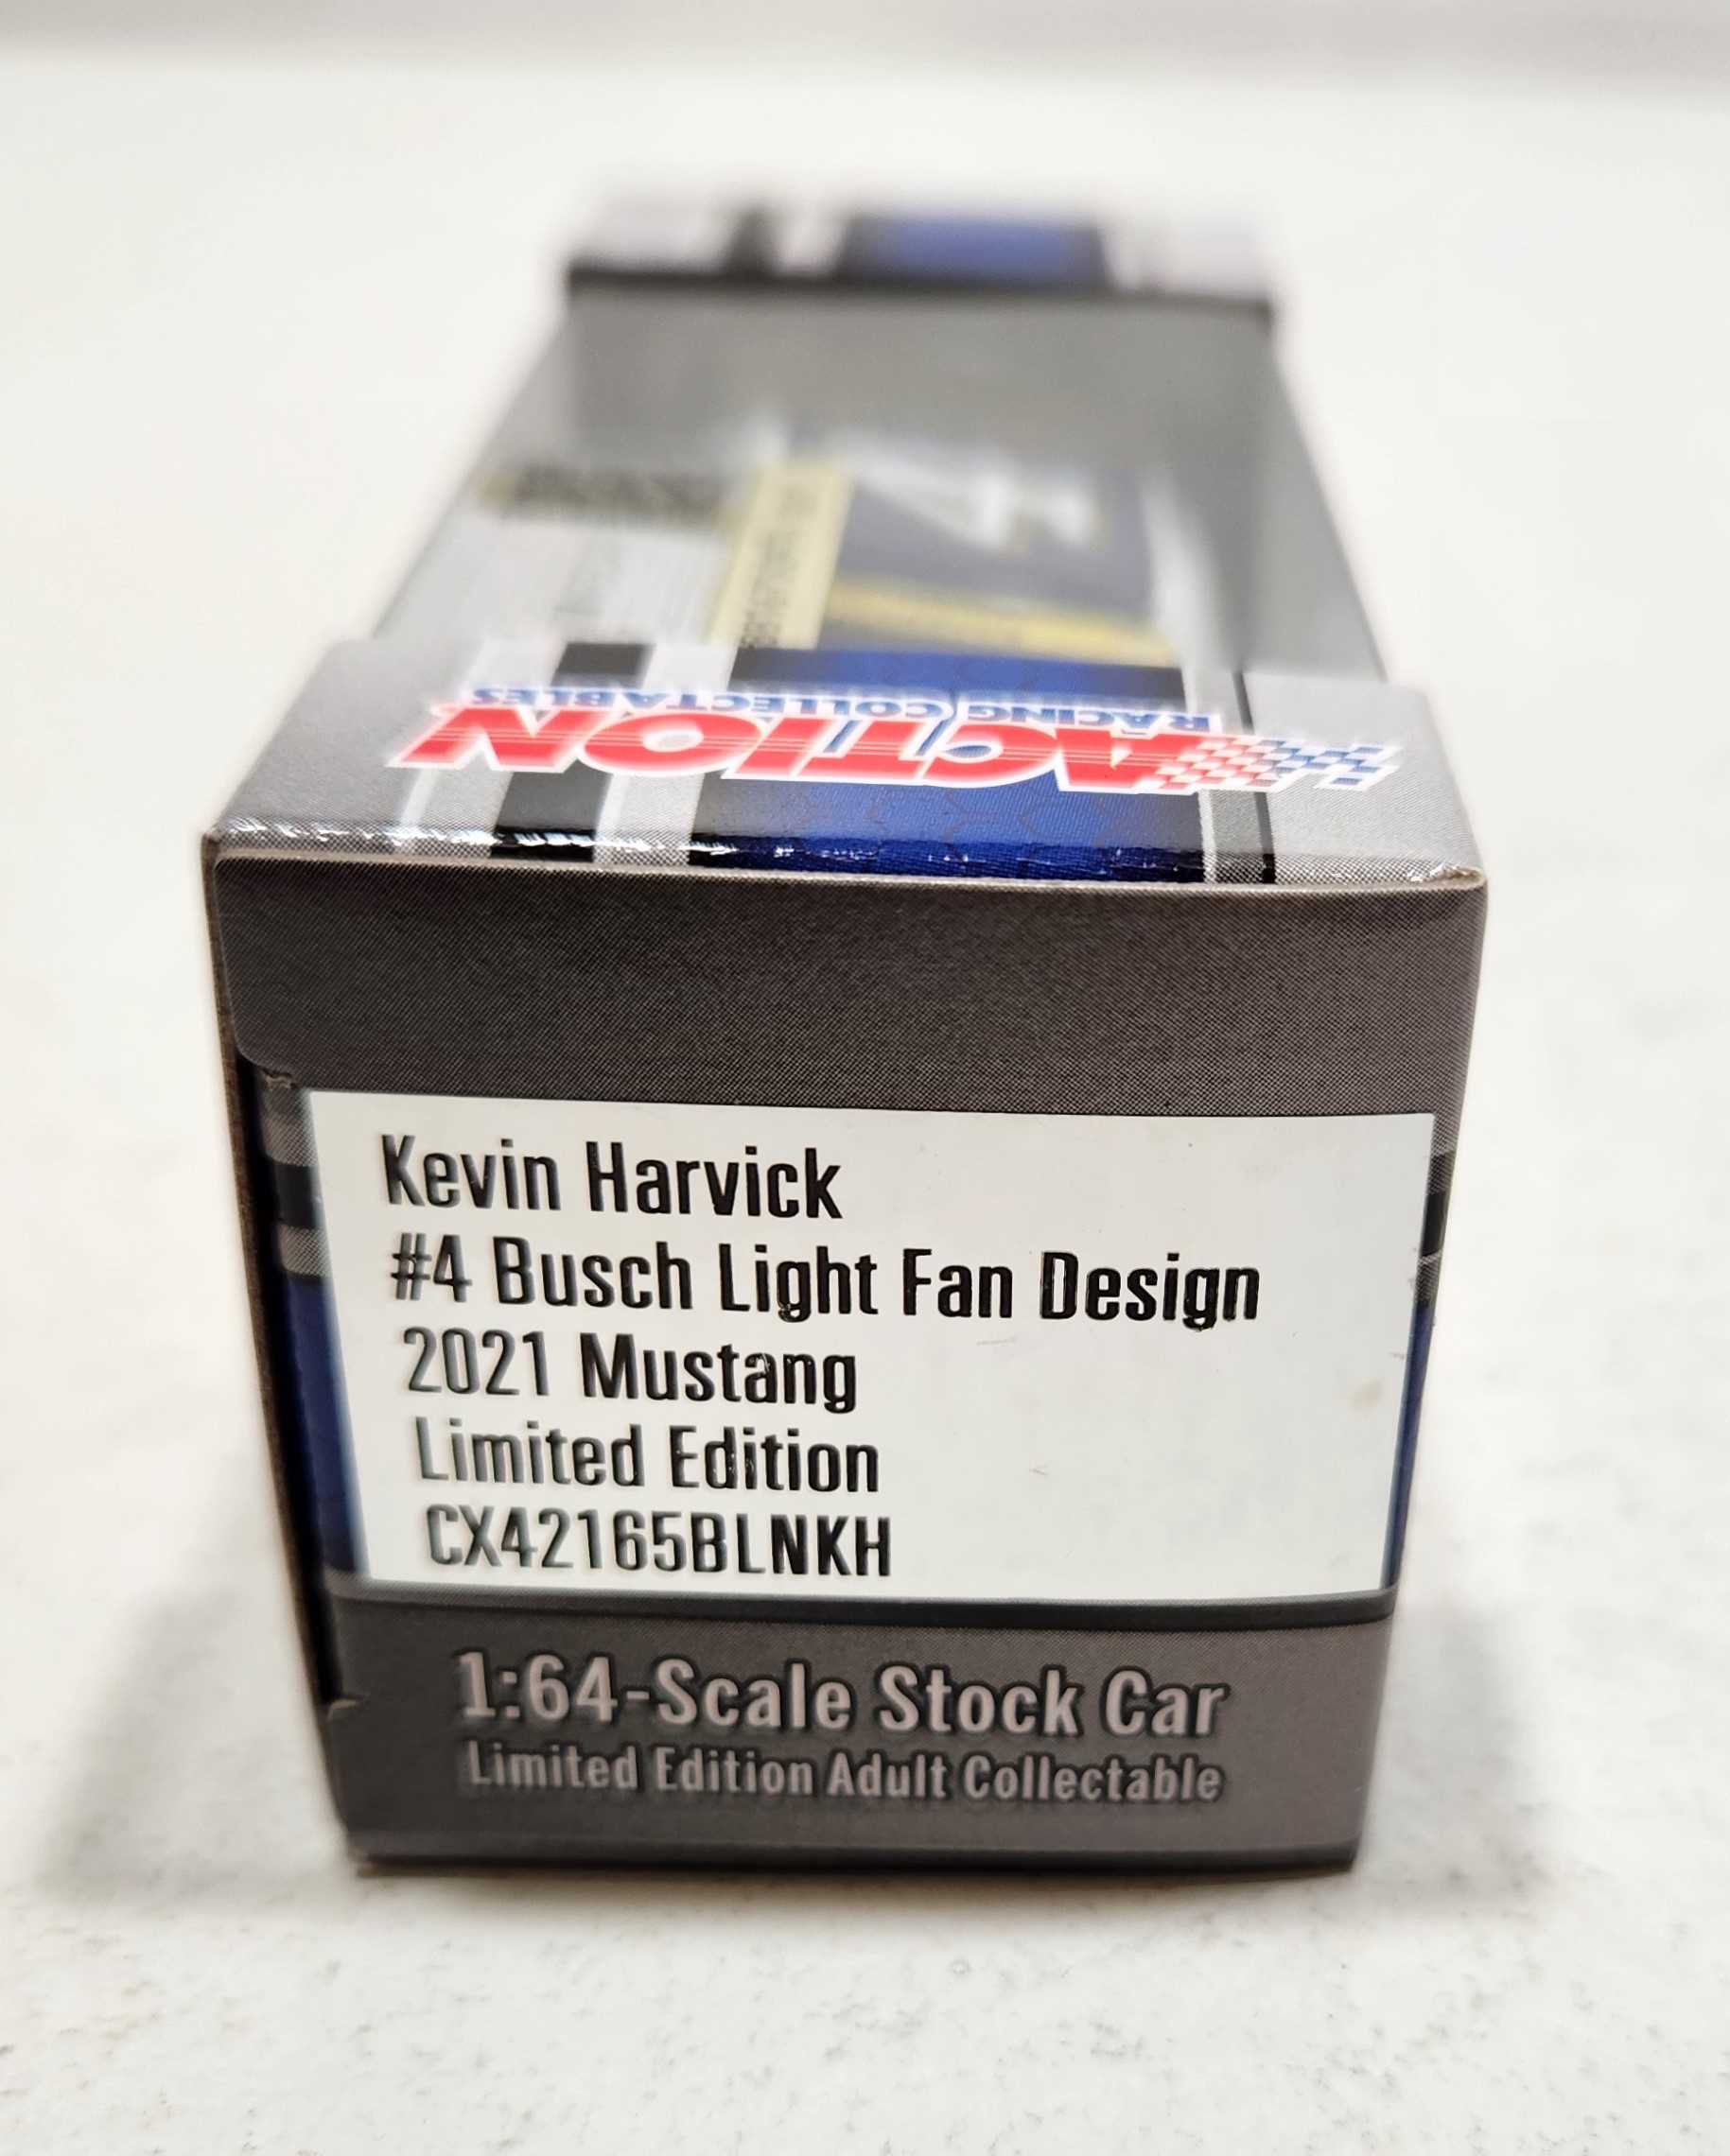 4
RACING COLLECTABLES
ACTION
Kevin Harvick
#4 Busch Light Fan Design
2021 Mustang
Limited Edition
CX42165BLNKH
1:64-Scale Stock Car
Limited Edition Adult Collectable